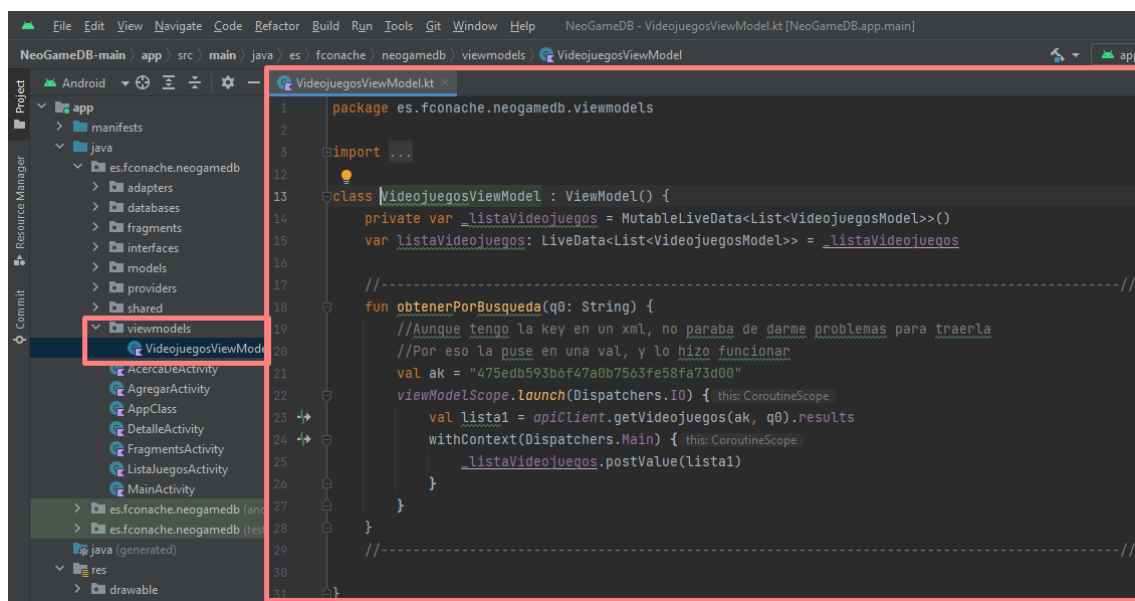 File Edit View Navigate Code Refactor Build Run Tools Git Window Help NeoGameDB - VideojuegosViewModel.kt [NeoGameDB.app.main]
NeoGameDB-main app src main java es fconache neogamedb viewmodels VideojuegosViewModel
Project
Resource Manager
Commit
Android
app
manifests
java
es.fconache.neogamedb
adapters
databases
fragments
interfaces
models
providers
shared
viewmodels
VideojuegosViewMode
AcercaDeActivity
AgregarActivity
AppClass
DetalleActivity
FragmentsActivity
ListaJuegosActivity
MainActivity
es.fconache.neogamedb (and
es.fconache.neogamedb (test
java (generated)
res
drawable
VideojuegosViewModel.kt
1 package es.fconache.neogamedb.viewmodels
2
3 import ...
12
13 class VideojuegosViewModel : ViewModel() {
14 private var _listaVideojuegos = MutableLiveData<List<VideojuegosModel>>()
15 var listaVideojuegos: LiveData<List<VideojuegosModel>> = _listaVideojuegos
16
17 //--------------------------------------------------------------------------------//
18 fun obtenerPorBusqueda(q0: String) {
19 //Aunque tengo la key en un xml, no paraba de darme problemas para traerla
20 //Por eso la puse en una val, y lo hizo funcionar
21 val ak = "475edb593b6f47a0b7563fe58fa73d00"
22 viewModelScope.launch(Dispatchers.IO) { this: CoroutineScope
23 val lista1 = apiClient.getVideojuegos(ak, q0).results
24 withContext(Dispatchers.Main) { this: CoroutineScope
25 _listaVideojuegos.postValue(lista1)
26 }
27 }
28 }
29 //--------------------------------------------------------------------------------//
30
31 }